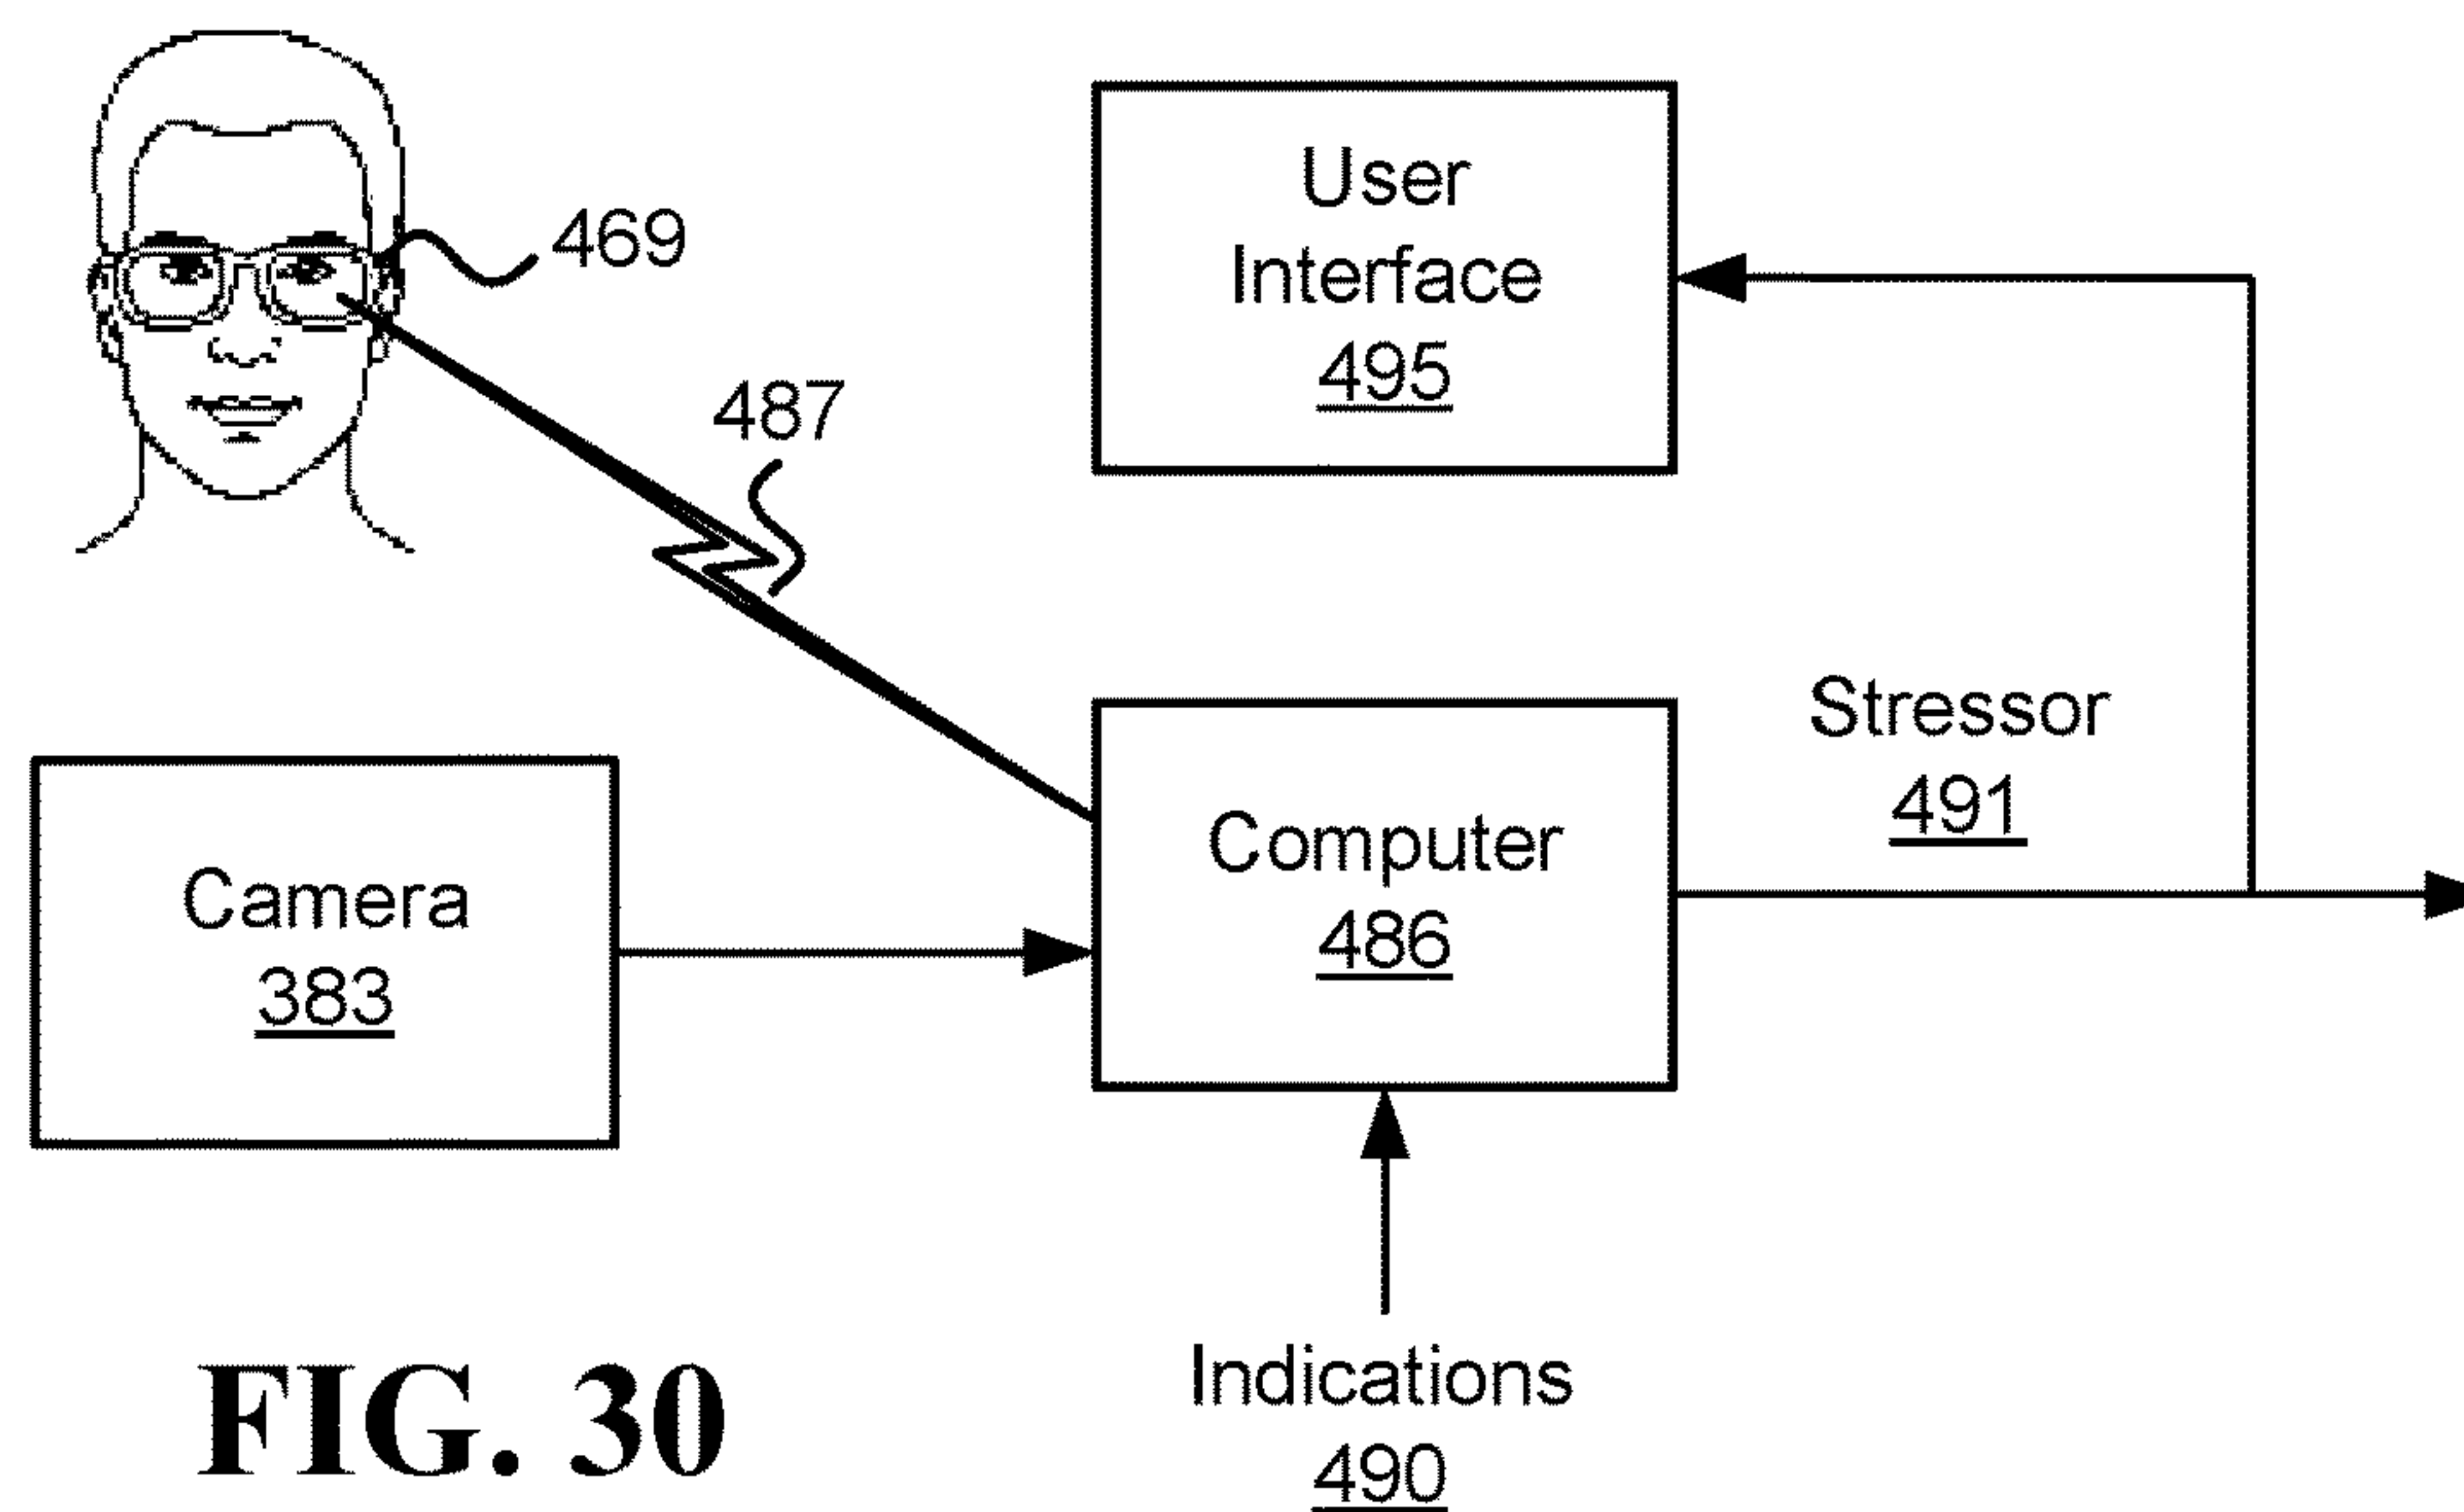 469
User
Interface
495
487
Stressor
491
Computer
486
Camera
383
Indications
490
FIG. 30